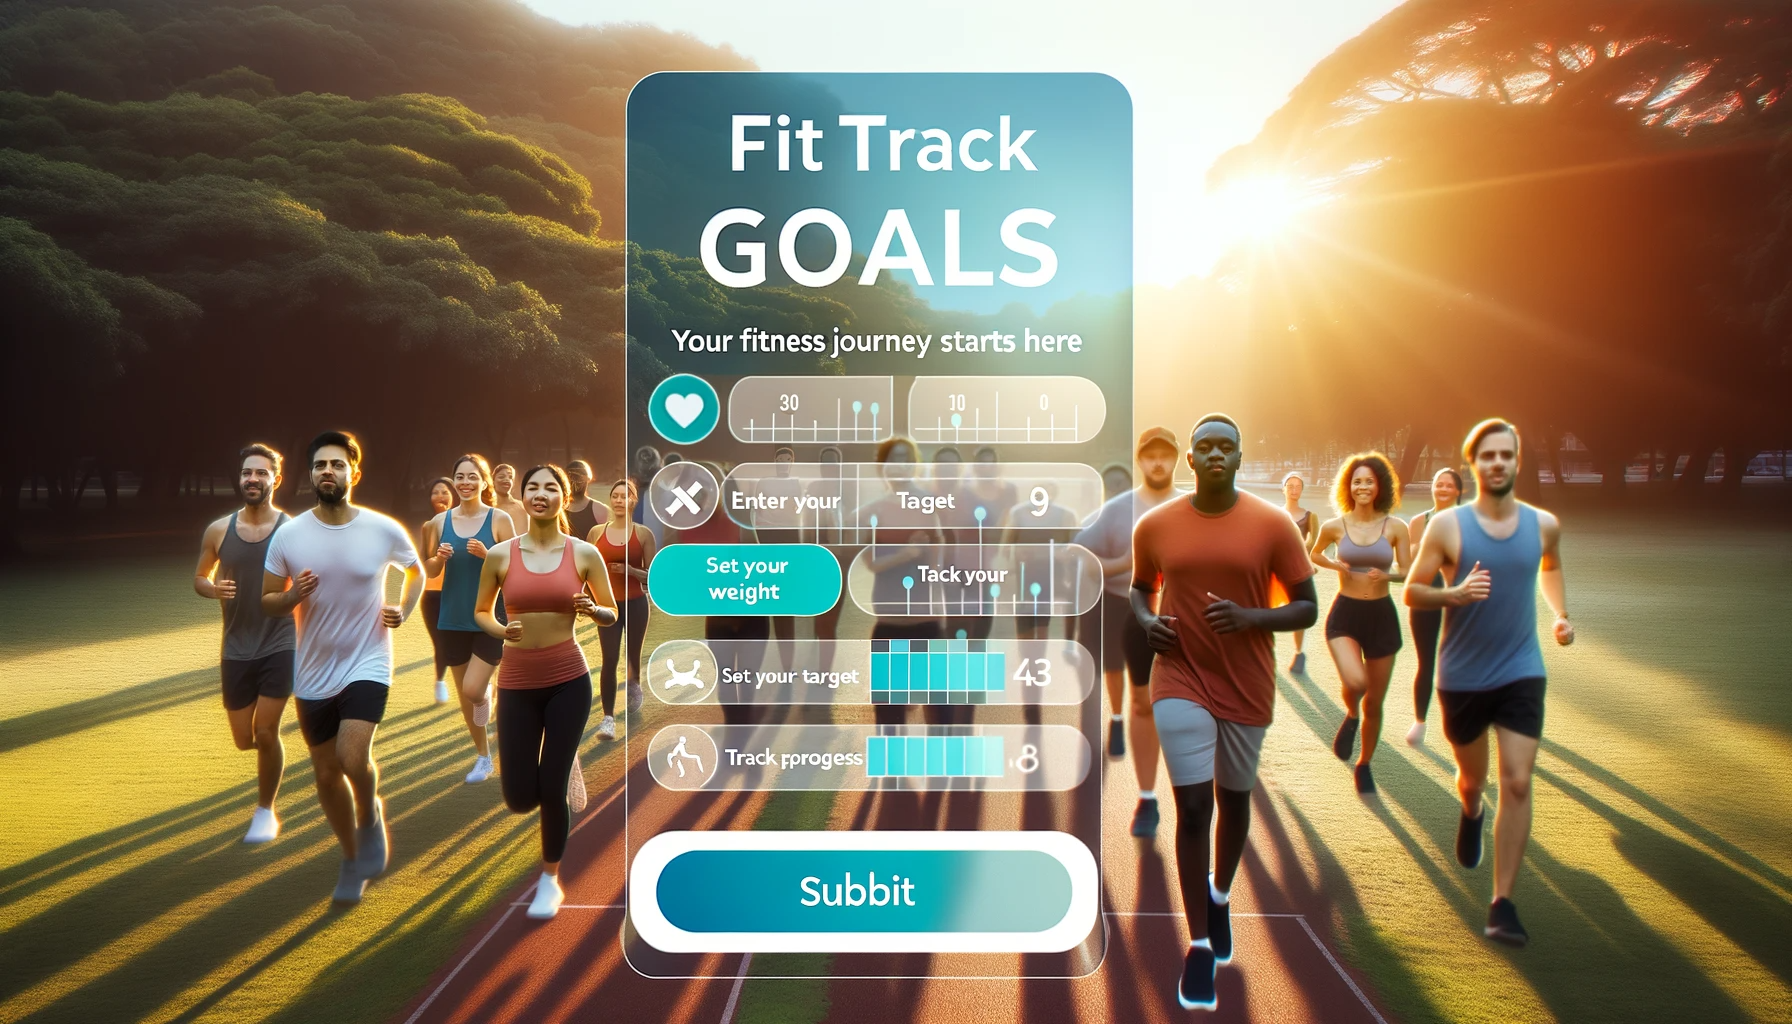 Fit Track
GOALS
Your fitness journey starts here
30 10 0
Enter your Taget 9
Set your
weight
Tack your
Set your target 43
Track pprogess .8
Subbit